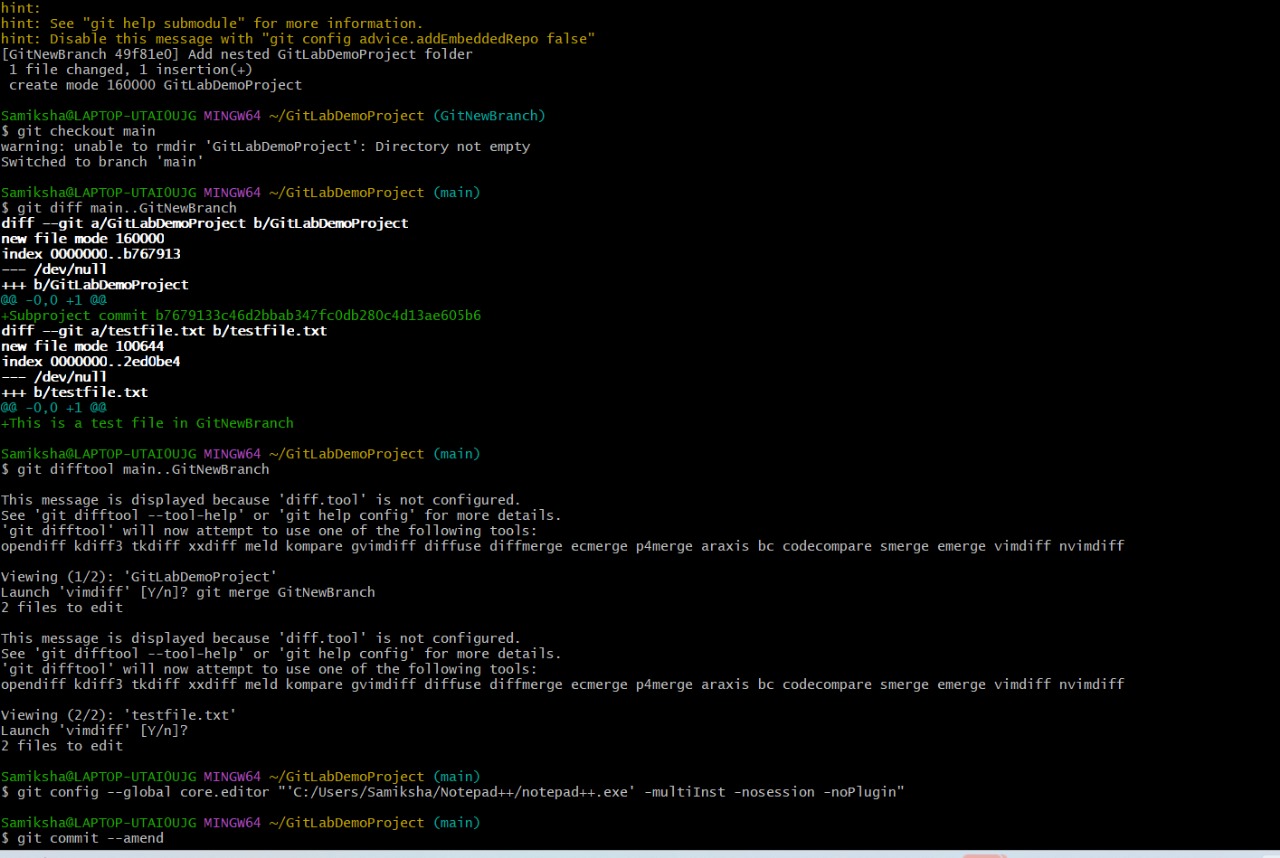 hint:
hint: See "git help submodule" for more information.
hint: Disable this message with "git config advice.addEmbeddedRepo false"
[GitNewBranch 49f81e0] Add nested GitLabDemoProject folder
 1 file changed, 1 insertion(+)
 create mode 160000 GitLabDemoProject

Samiksha@LAPTOP-UTAIOUJG MINGW64 ~/GitLabDemoProject (GitNewBranch)
$ git checkout main
warning: unable to rmdir 'GitLabDemoProject': Directory not empty
Switched to branch 'main'

Samiksha@LAPTOP-UTAIOUJG MINGW64 ~/GitLabDemoProject (main)
$ git diff main..GitNewBranch
diff --git a/GitLabDemoProject b/GitLabDemoProject
new file mode 160000
index 0000000..b767913
--- /dev/null
+++ b/GitLabDemoProject
@@ -0,0 +1 @@
+Subproject commit b7679133c46d2bbab347fc0db280c4d13ae605b6
diff --git a/testfile.txt b/testfile.txt
new file mode 100644
index 0000000..2ed0be4
--- /dev/null
+++ b/testfile.txt
@@ -0,0 +1 @@
+This is a test file in GitNewBranch

Samiksha@LAPTOP-UTAIOUJG MINGW64 ~/GitLabDemoProject (main)
$ git difftool main..GitNewBranch

This message is displayed because 'diff.tool' is not configured.
See 'git difftool --tool-help' or 'git help config' for more details.
'git difftool' will now attempt to use one of the following tools:
opendiff kdiff3 tkdiff xxdiff meld kompare gvimdiff diffuse diffmerge ecmerge p4merge araxis bc codecompare smerge emerge vimdiff nvimdiff

Viewing (1/2): 'GitLabDemoProject'
Launch 'vimdiff' [Y/n]? git merge GitNewBranch
2 files to edit

This message is displayed because 'diff.tool' is not configured.
See 'git difftool --tool-help' or 'git help config' for more details.
'git difftool' will now attempt to use one of the following tools:
opendiff kdiff3 tkdiff xxdiff meld kompare gvimdiff diffuse diffmerge ecmerge p4merge araxis bc codecompare smerge emerge vimdiff nvimdiff

Viewing (2/2): 'testfile.txt'
Launch 'vimdiff' [Y/n]?
2 files to edit

Samiksha@LAPTOP-UTAIOUJG MINGW64 ~/GitLabDemoProject (main)
$ git config --global core.editor "'C:/Users/Samiksha/Notepad++/notepad++.exe' -multiInst -nosession -noPlugin"

Samiksha@LAPTOP-UTAIOUJG MINGW64 ~/GitLabDemoProject (main)
$ git commit --amend